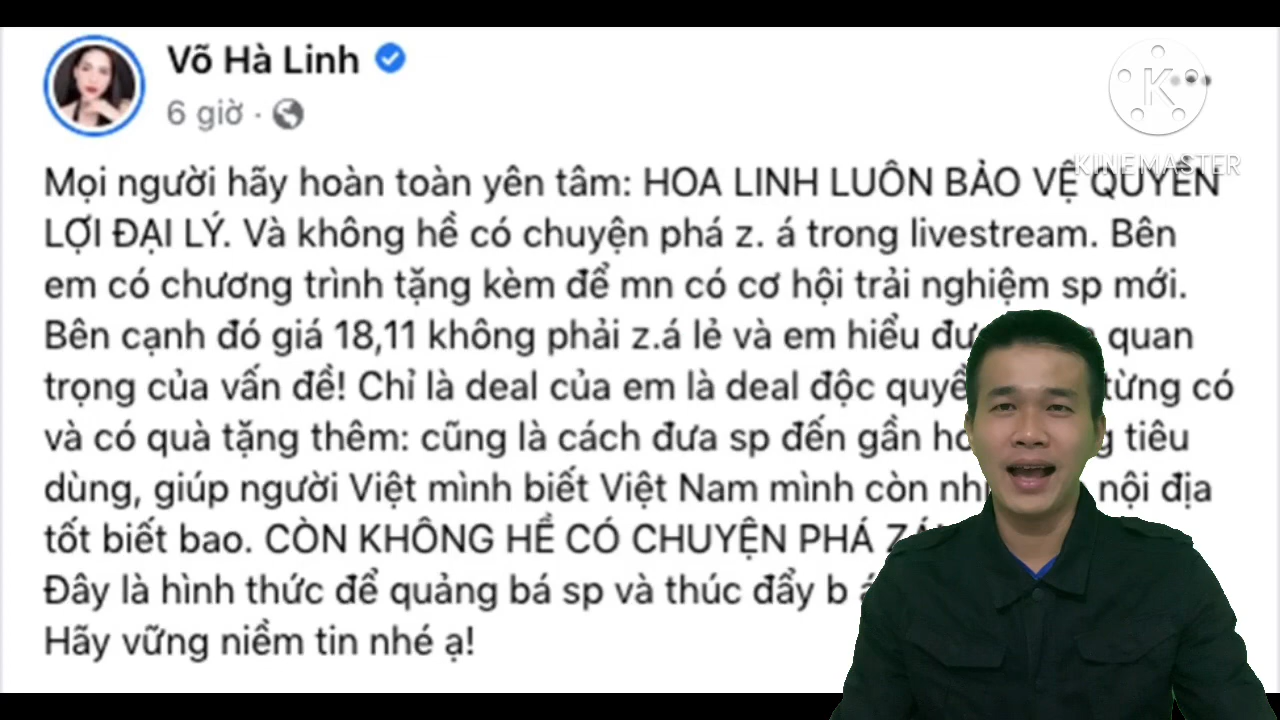 Võ Hà Linh
6 giờ ·
KINEMASTER
Mọi người hãy hoàn toàn yên tâm: HOA LINH LUÔN BẢO VỆ QUYỀN
LỢI ĐẠI LÝ. Và không hề có chuyện phá z. á trong livestream. Bên
em có chương trình tặng kèm để mn có cơ hội trải nghiệm sp mới.
Bên cạnh đó giá 18,11 không phải z.á lẻ và em hiểu quan
trọng của vấn đề! Chỉ là deal của em là deal độc từng có
và có quà tặng thêm: cũng là cách đưa sp đến gần tiêu
dùng, giúp người Việt mình biết Việt Nam mình còn nội địa
tốt biết bao. CÒN KHÔNG HỀ CÓ CHUYỆN PHÁ
Đây là hình thức để quảng bá sp và thúc đẩy b
Hãy vững niềm tin nhé ạ!